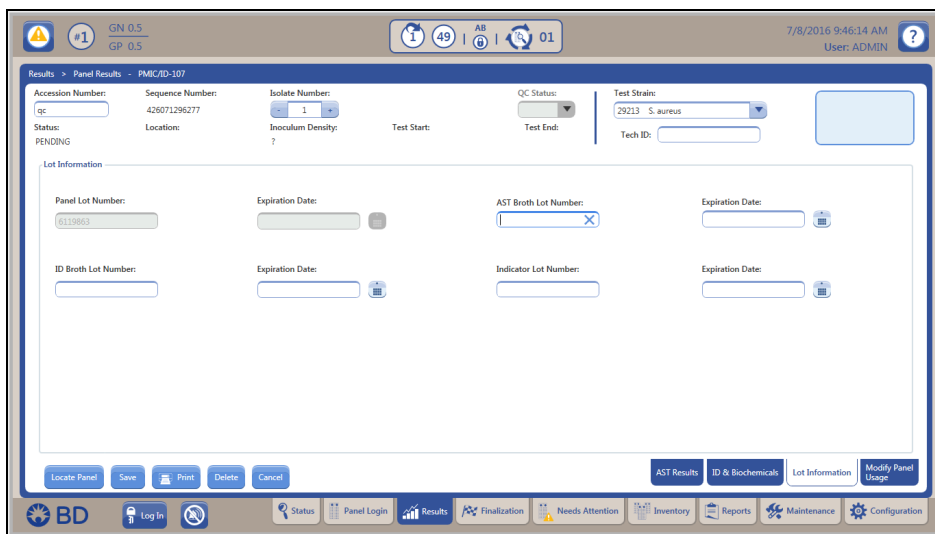 #1
GN 0.5
GP 0.5
1 49 | AB | 01
7/8/2016 9:46:14 AM
User: ADMIN
?
Results > Panel Results - PMIC/ID-107
Accession Number: Sequence Number: Isolate Number: QC Status: Test Strain:
qc 426071296277 - 1 + 29213 S. aureus
Status: Location: Inoculum Density: Test Start: Test End: Tech ID:
PENDING ?
Lot Information
Panel Lot Number: Expiration Date: AST Broth Lot Number: Expiration Date:
6119863
ID Broth Lot Number: Expiration Date: Indicator Lot Number: Expiration Date:
Locate Panel Save Print Delete Cancel AST Results ID & Biochemicals Lot Information Modify Panel
Usage
BD Log In Status Panel Login Results Finalization Needs Attention Inventory Reports Maintenance Configuration